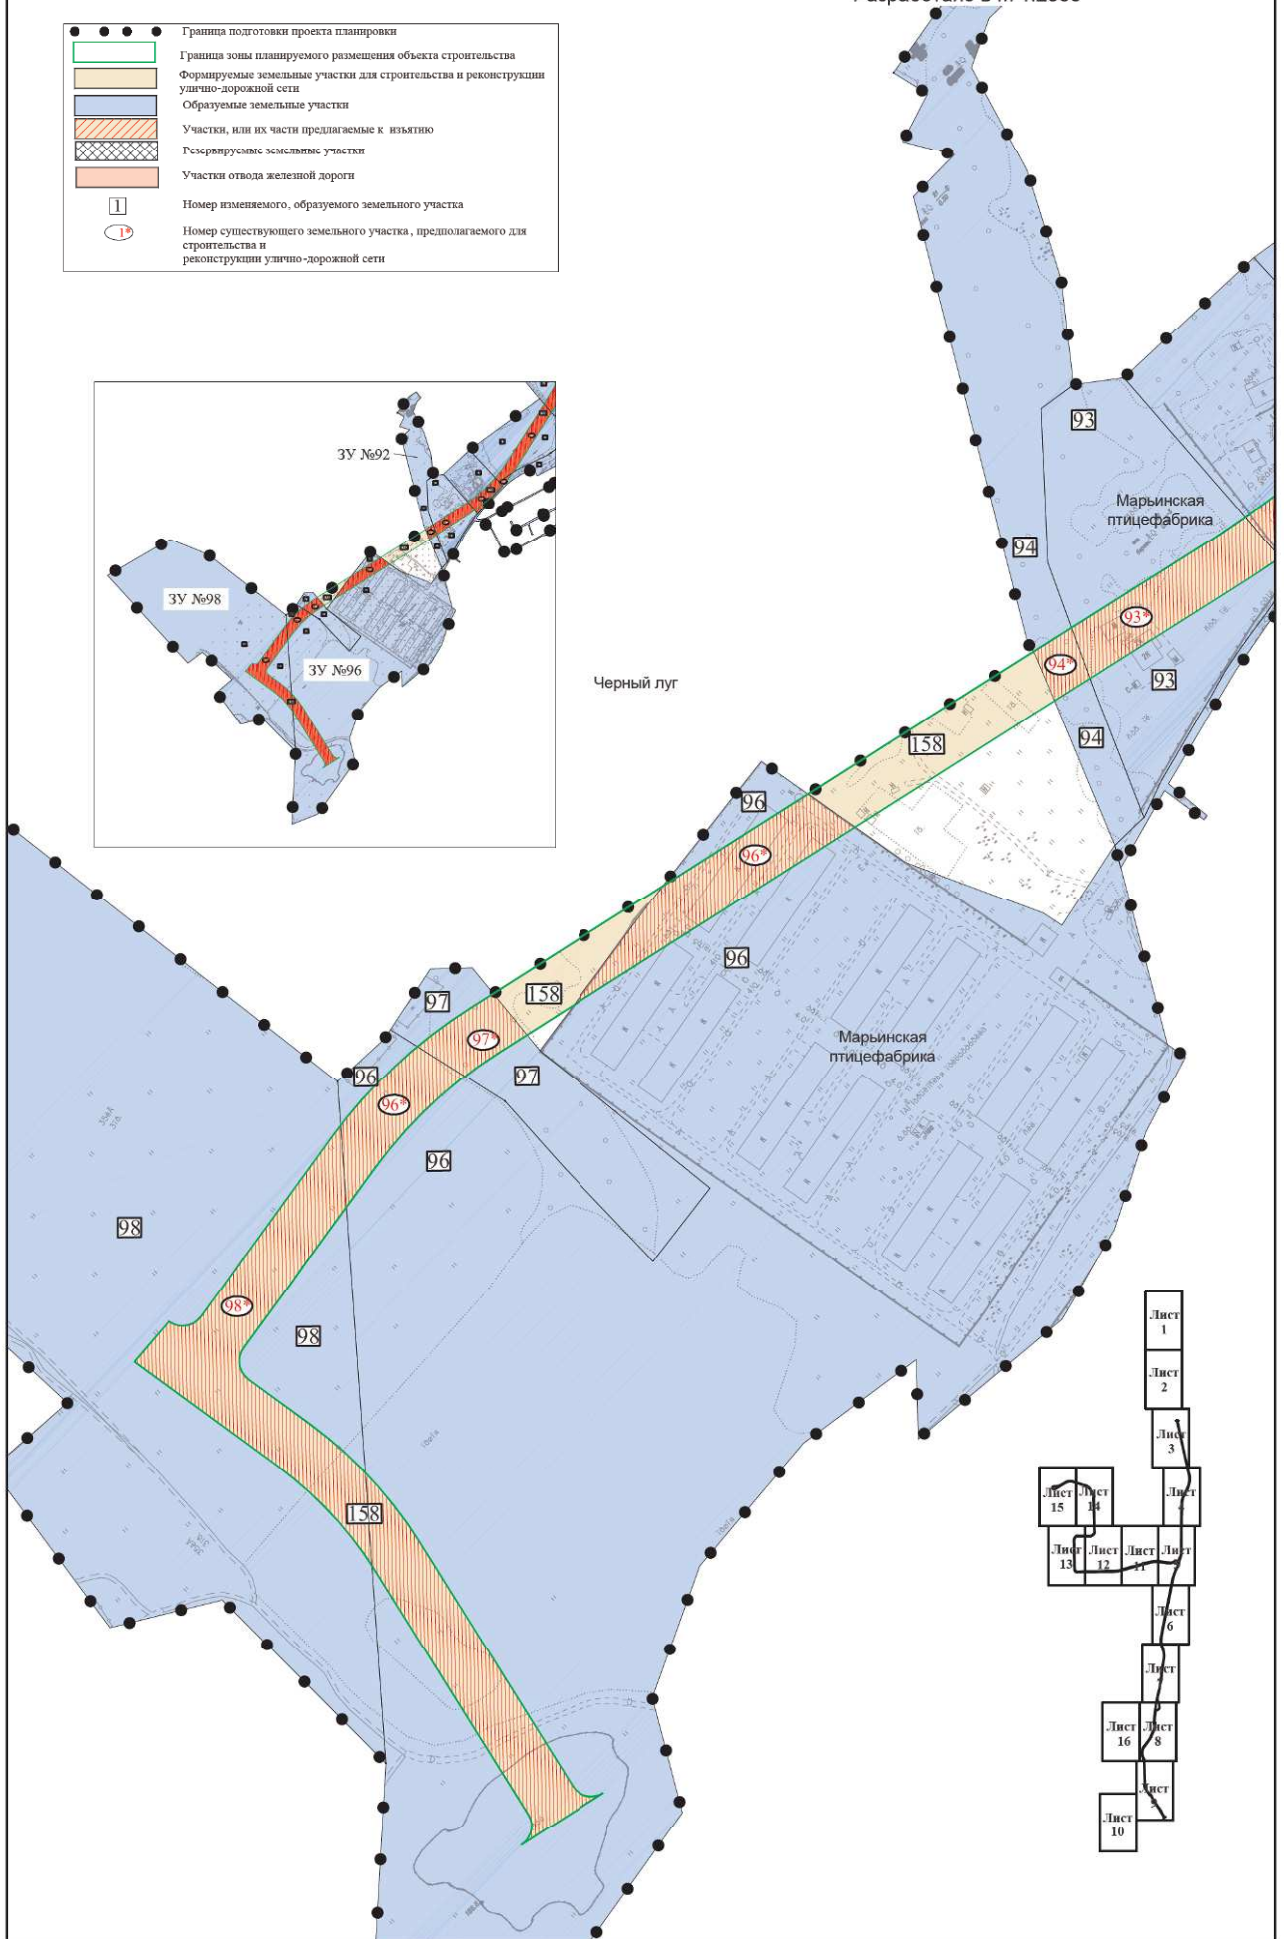 Граница подготовки проекта планировки
Граница зоны планируемого размещения объекта строительства
Формируемые земельные участки для строительства и реконструкции
улично-дорожной сети
Образуемые земельные участки
Участки, или их части предлагаемые к изъятию
Резервируемые земельные участки
Участки отвода железной дороги
1
Номер изменяемого, образуемого земельного участка
1*
Номер существующего земельного участка, предполагаемого для
строительства и
реконструкции улично-дорожной сети
ЗУ №92
ЗУ №98
ЗУ №96
93
Марьинская
птицефабрика
94
93*
94*
93
Черный луг
94
158
96
96*
96
158
97
97*
Марьинская
птицефабрика
96
97
96*
96
98
98*
98
158
Лист
1
Лист
2
Лист
3
Лист
15
Лист
14
Лист
Лист
13
Лист
12
Лист
11
Лист
Лист
6
Лист
Лист
16
Лист
8
Лист
Лист
10